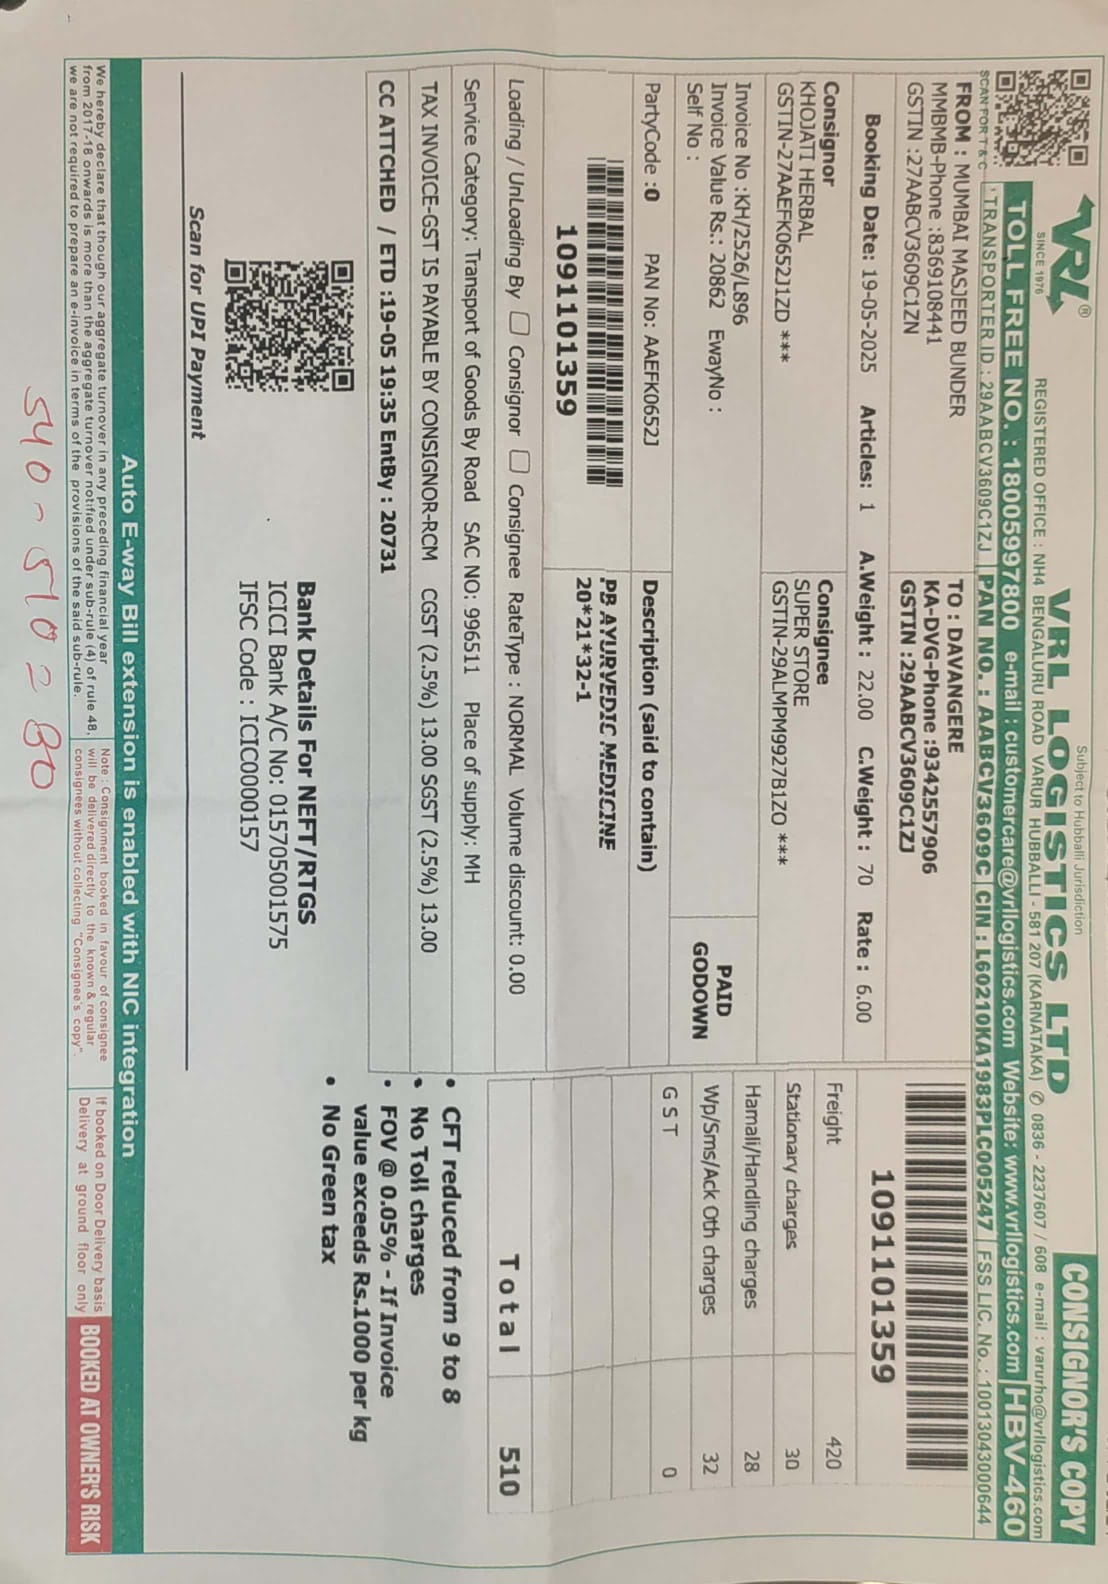 Subject to Hubballi Jurisdiction
CONSIGNOR'S COPY
VRL ®
SINCE 1976
VRL LOGISTICS LTD
REGISTERED OFFICE : NH4 BENGALURU ROAD VARUR HUBBALLI - 581 207 (KARNATAKA) ✆ 0836 - 2237607 / 608 e-mail : varurho@vrllogistics.com
TOLL FREE NO. : 18005997800 e-mail : customercare@vrllogistics.com Website: www.vrllogistics.com HBV-460
SCAN FOR T & C
TRANSPORTER ID : 29AABCV3609C1ZJ PAN NO. : AABCV3609C CIN : L60210KA1983PLC005247 FSS LIC. No. : 10013043000644
FROM : MUMBAI MASJEED BUNDER
MMBMB-Phone :8369108441
GSTIN :27AABCV3609C1ZN
TO : DAVANGERE
KA-DVG-Phone :9342557906
GSTIN :29AABCV3609C1ZJ
1091101359
Booking Date: 19-05-2025 Articles: 1 A.Weight : 22.00 C.Weight : 70 Rate : 6.00
Consignor
KHOJATI HERBAL
GSTIN-27AAEFK0652J1ZD ***
Consignee
SUPER STORE
GSTIN-29ALMPM9927B1ZO ***
Invoice No :KH/2526/L896
Invoice Value Rs.: 20862 EwayNo :
Self No :
PAID
GODOWN
PartyCode :0 PAN No: AAEFK0652J
Description (said to contain)
1091101359
PB AYURVEDIC MEDICINE
20*21*32-1
Freight 420
Stationary charges 30
Hamali/Handling charges 28
Wp/Sms/Ack Oth charges 32
G S T 0
Total 510
Loading / UnLoading By Consignor Consignee RateType : NORMAL Volume discount: 0.00
Service Category: Transport of Goods By Road SAC NO: 996511 Place of supply: MH
TAX INVOICE-GST IS PAYABLE BY CONSIGNOR-RCM CGST (2.5%) 13.00 SGST (2.5%) 13.00
CC ATTCHED / ETD :19-05 19:35 EntBy : 20731
• CFT reduced from 9 to 8
• No Toll charges
• FOV @ 0.05% - If Invoice
value exceeds Rs.1000 per kg
• No Green tax
Bank Details For NEFT/RTGS
ICICI Bank A/C No: 015705001575
IFSC Code : ICIC0000157
Scan for UPI Payment
Auto E-way Bill extension is enabled with NIC integration
We hereby declare that though our aggregate turnover in any preceding financial year
from 2017-18 onwards is more than the aggregate turnover notified under sub-rule (4) of rule 48,
we are not required to prepare an e-invoice in terms of the provisions of the said sub-rule.
Note : Consignment booked in favour of consignee
will be delivered directly to the known & regular
consignees without collecting "Consignee's copy".
If booked on Door Delivery basis
Delivery at ground floor only
BOOKED AT OWNER'S RISK